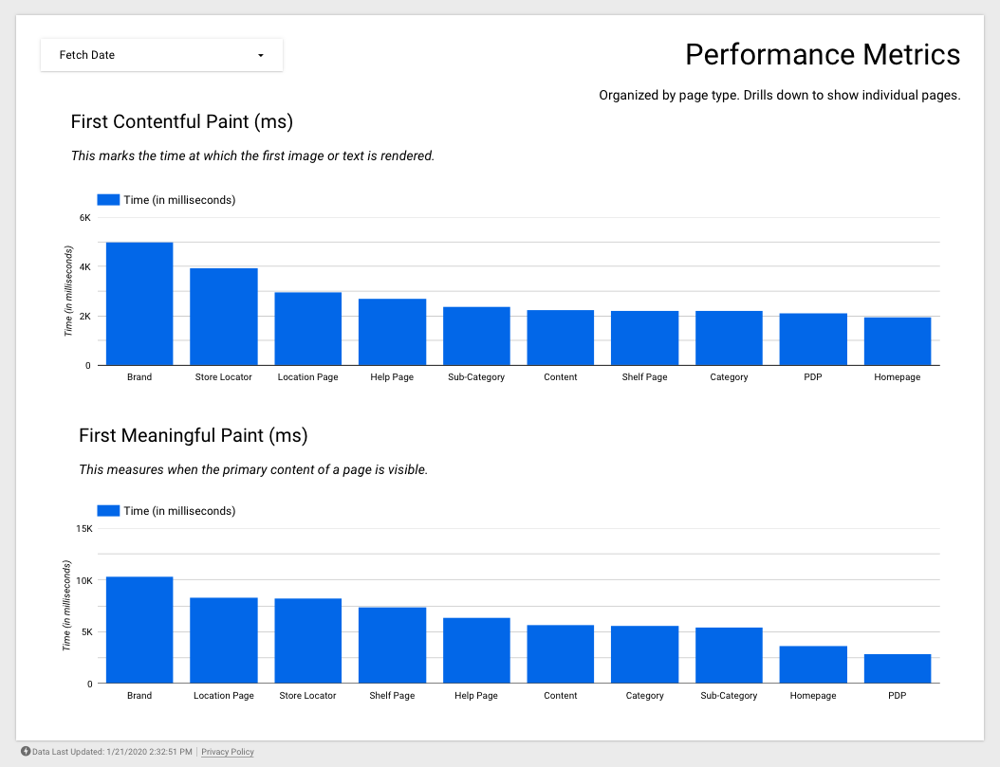 Fetch Date
Performance Metrics
Organized by page type. Drills down to show individual pages.
First Contentful Paint (ms)
This marks the time at which the first image or text is rendered.
Time (in milliseconds)
6K
4K
2K
0
Time (in milliseconds)
Brand Store Locator Location Page Help Page Sub-Category Content Shelf Page Category PDP Homepage
First Meaningful Paint (ms)
This measures when the primary content of a page is visible.
Time (in milliseconds)
15K
10K
5K
0
Time (in milliseconds)
Brand Location Page Store Locator Shelf Page Help Page Content Category Sub-Category Homepage PDP
Data Last Updated: 1/21/2020 2:32:51 PM | Privacy Policy